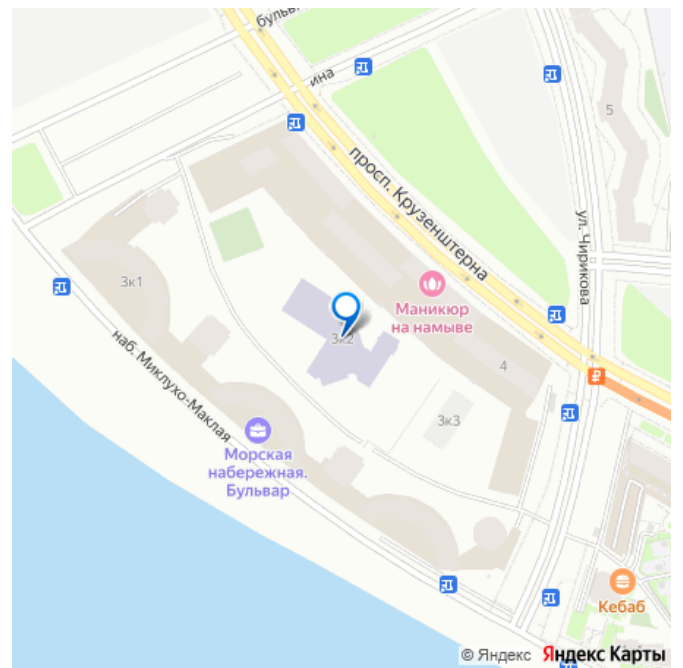 бульв
ина
5
просп. Крузенштерна
ул. Чирикова
3к1
Маникюр
на намыве
3к2
4
наб. Миклухо-Маклая
3к3
Морская
набережная.
Бульвар
Кебаб
© Яндекс Яндекс Карты